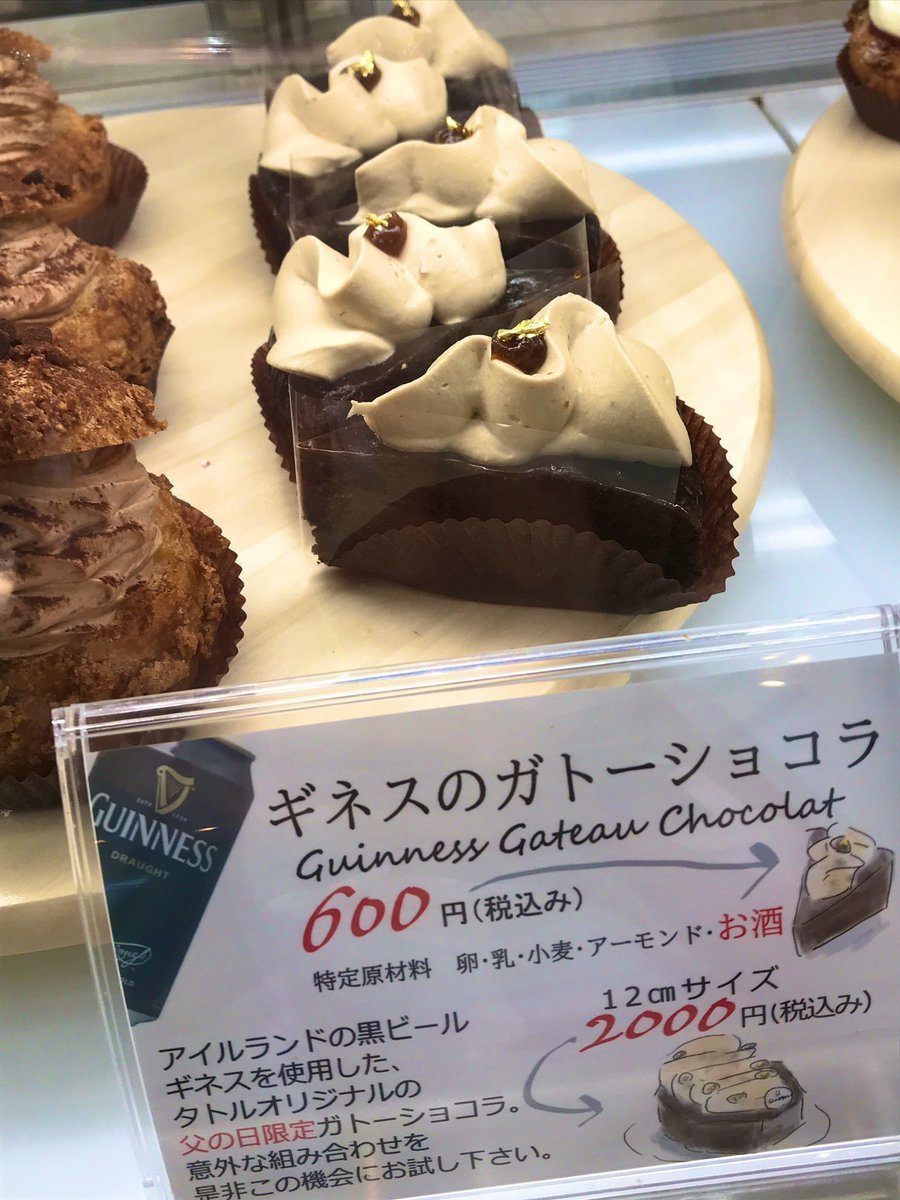 ギネスのガトーショコラ
Guinness Gateau Chocolat
600円(税込み)
特定原材料 卵・乳・小麦・アーモンド・お酒
12㎝サイズ
2000円(税込み)
アイルランドの黒ビール
ギネスを使用した、
タトルオリジナルの
父の日限定ガトーショコラ。
意外な組み合わせを
是非この機会にお試し下さい。
GUINNESS
DRAUGHT